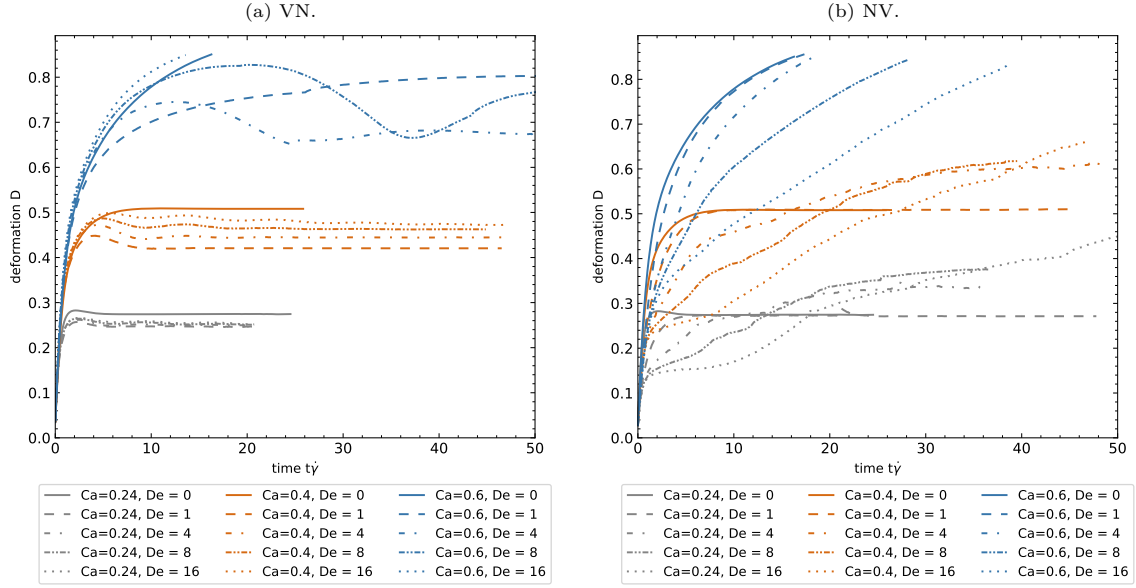 (a) VN.
(b) NV.
deformation D
0.8
0.7
0.6
0.5
0.4
0.3
0.2
0.1
0.0
0 10 20 30 40 50
time tγ̇
deformation D
0.8
0.7
0.6
0.5
0.4
0.3
0.2
0.1
0.0
0 10 20 30 40 50
time tγ̇
Ca=0.24, De = 0 Ca=0.4, De = 0 Ca=0.6, De = 0
Ca=0.24, De = 1 Ca=0.4, De = 1 Ca=0.6, De = 1
Ca=0.24, De = 4 Ca=0.4, De = 4 Ca=0.6, De = 4
Ca=0.24, De = 8 Ca=0.4, De = 8 Ca=0.6, De = 8
Ca=0.24, De = 16 Ca=0.4, De = 16 Ca=0.6, De = 16
Ca=0.24, De = 0 Ca=0.4, De = 0 Ca=0.6, De = 0
Ca=0.24, De = 1 Ca=0.4, De = 1 Ca=0.6, De = 1
Ca=0.24, De = 4 Ca=0.4, De = 4 Ca=0.6, De = 4
Ca=0.24, De = 8 Ca=0.4, De = 8 Ca=0.6, De = 8
Ca=0.24, De = 16 Ca=0.4, De = 16 Ca=0.6, De = 16